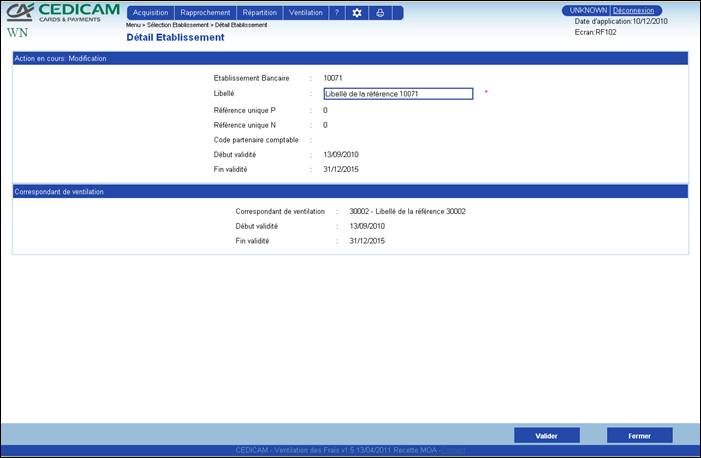 CEDICAM
CARDS & PAYMENTS
WN
Acquisition Rapprochement Répartition Ventilation ?
UNKNOWN Déconnexion
Date d'application:10/12/2010
Ecran:RF102
Menu > Sélection Etablissement > Détail Etablissement
Détail Etablissement
Action en cours: Modification
Etablissement Bancaire : 10071
Libellé : Libellé de la référence 10071 *
Référence unique P : 0
Référence unique N : 0
Code partenaire comptable :
Début validité : 13/09/2010
Fin validité : 31/12/2015
Correspondant de ventilation
Correspondant de ventilation : 30002 - Libellé de la référence 30002
Début validité : 13/09/2010
Fin validité : 31/12/2015
Valider Fermer
CEDICAM - Ventilation des Frais v1.5 13/04/2011 Recette MOA -